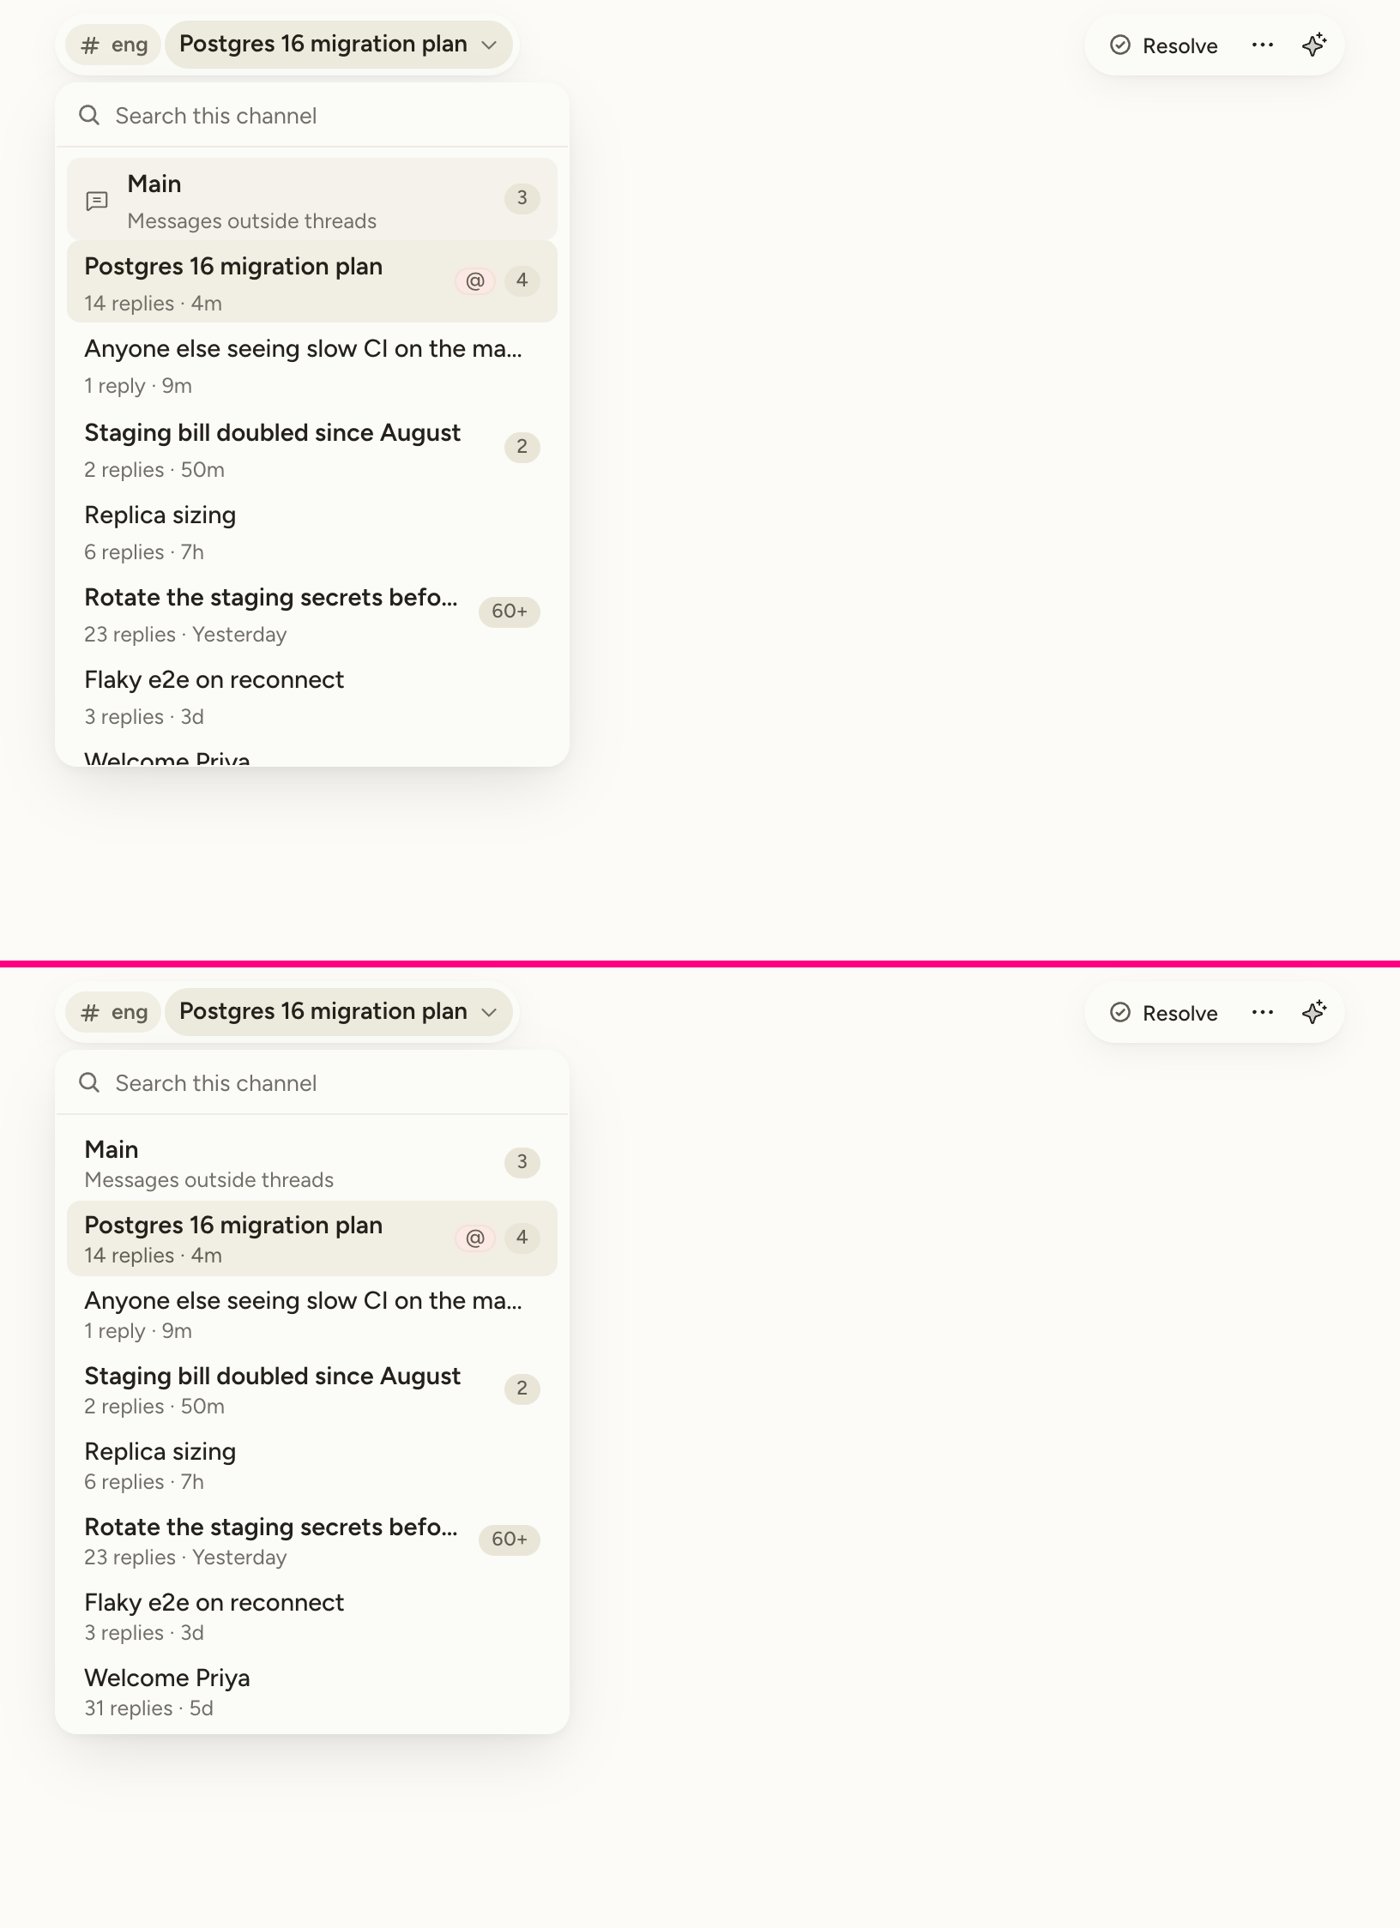 # eng Postgres 16 migration plan
Resolve
Search this channel
Main
3
Messages outside threads
Postgres 16 migration plan
@ 4
14 replies · 4m
Anyone else seeing slow CI on the ma...
1 reply · 9m
Staging bill doubled since August
2
2 replies · 50m
Replica sizing
6 replies · 7h
Rotate the staging secrets befo...
60+
23 replies · Yesterday
Flaky e2e on reconnect
3 replies · 3d
Welcome Priya
# eng Postgres 16 migration plan
Resolve
Search this channel
Main
3
Messages outside threads
Postgres 16 migration plan
@ 4
14 replies · 4m
Anyone else seeing slow CI on the ma...
1 reply · 9m
Staging bill doubled since August
2
2 replies · 50m
Replica sizing
6 replies · 7h
Rotate the staging secrets befo...
60+
23 replies · Yesterday
Flaky e2e on reconnect
3 replies · 3d
Welcome Priya
31 replies · 5d